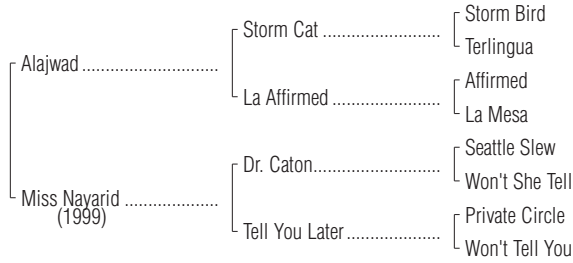 Storm Bird
Storm Cat ........................
Terlingua
Alajwad ............................
Affirmed
La Affirmed ......................
La Mesa
Seattle Slew
Dr. Caton..........................
Won't She Tell
Miss Nayarid ...................
(1999)
Private Circle
Tell You Later...................
Won't Tell You